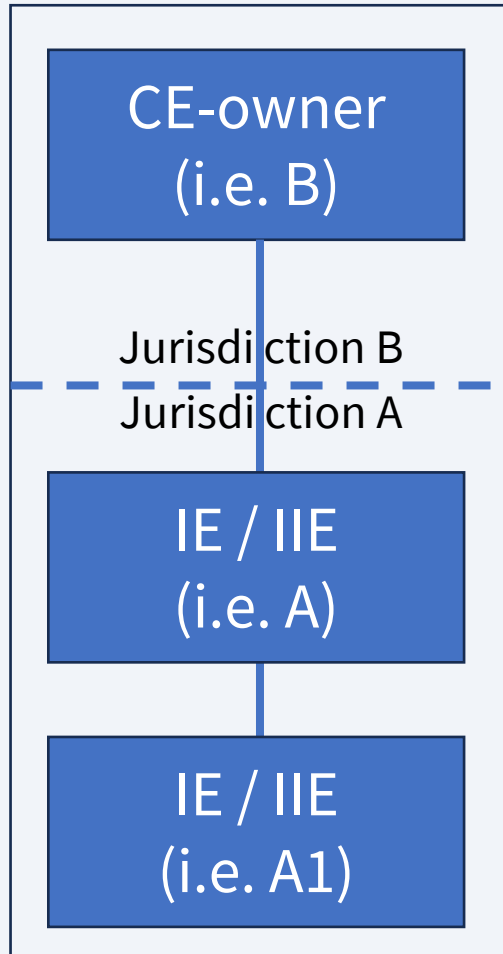 CE-owner
(i.e. B)
Jurisdiction B
Jurisdiction A
IE / IIE
(i.e. A)
IE / IIE
(i.e. A1)